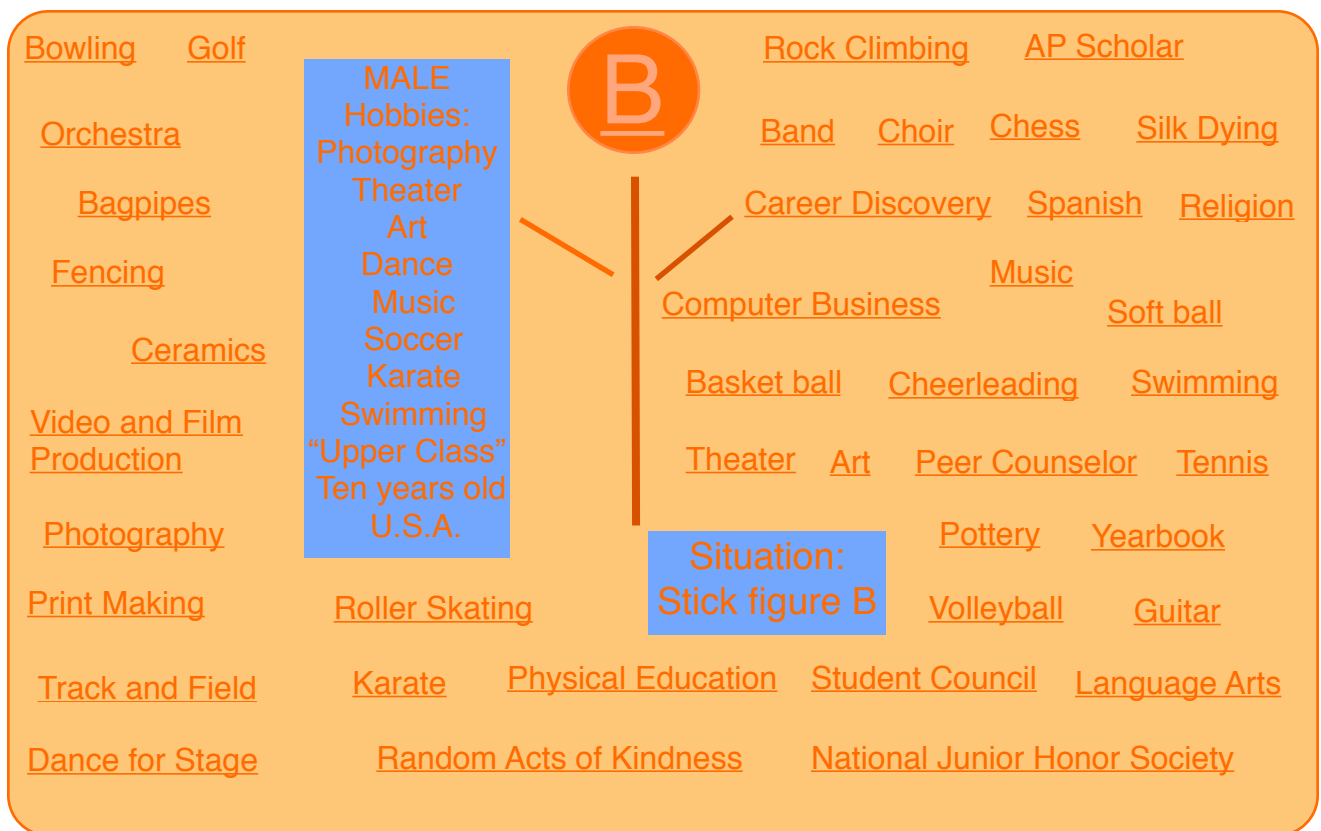 Bowling
Golf
Orchestra
Bagpipes
Fencing
Ceramics
Video and Film
Production
Photography
Print Making
Track and Field
Dance for Stage
MALE
Hobbies:
Photography
Theater
Art
Dance
Music
Soccer
Karate
Swimming
“Upper Class”
Ten years old
U.S.A.
B
Rock Climbing
AP Scholar
Band
Choir
Chess
Silk Dying
Career Discovery
Spanish
Religion
Music
Computer Business
Soft ball
Basket ball
Cheerleading
Swimming
Theater
Art
Peer Counselor
Tennis
Situation:
Stick figure B
Pottery
Yearbook
Roller Skating
Volleyball
Guitar
Karate
Physical Education
Student Council
Language Arts
Random Acts of Kindness
National Junior Honor Society